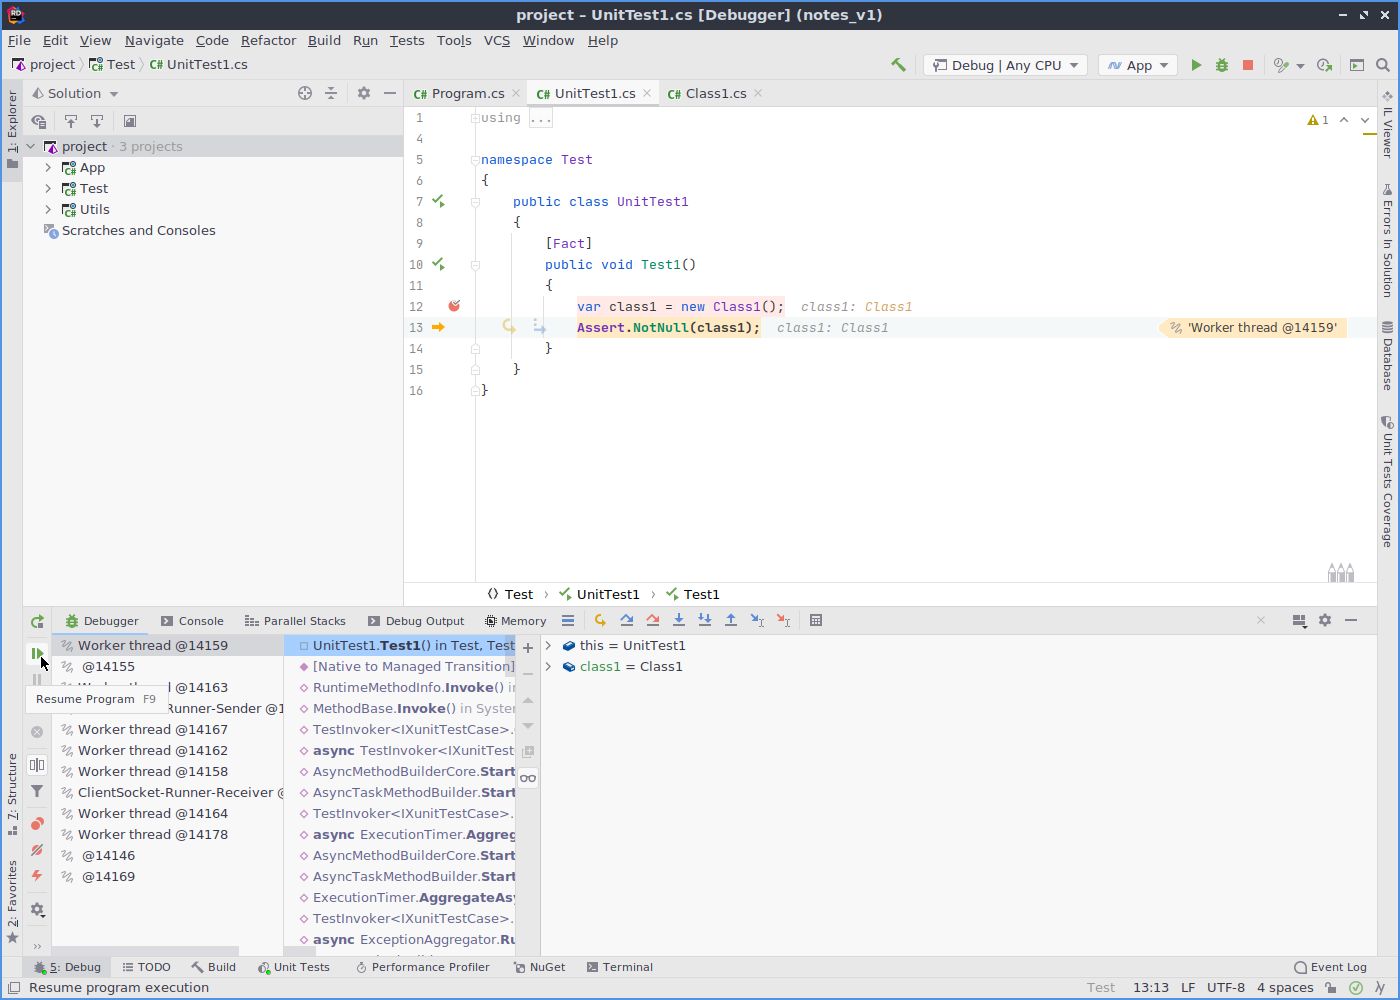 project – UnitTest1.cs [Debugger] (notes_v1)
File Edit View Navigate Code Refactor Build Run Tests Tools VCS Window Help
project Test C# UnitTest1.cs
Debug | Any CPU
App
1: Explorer
Solution
project · 3 projects
App
Test
Utils
Scratches and Consoles
C# Program.cs
C# UnitTest1.cs
C# Class1.cs
1 using ...
4
5 namespace Test
6 {
7 public class UnitTest1
8 {
9 [Fact]
10 public void Test1()
11 {
12 var class1 = new Class1(); class1: Class1
13 Assert.NotNull(class1); class1: Class1
'Worker thread @14159'
14 }
15 }
16 }
1
IL Viewer
Errors In Solution
Database
Unit Tests Coverage
Test › UnitTest1 › Test1
Debugger Console Parallel Stacks Debug Output Memory
Worker thread @14159
@14155
@14163
Runner-Sender @1
Worker thread @14167
Worker thread @14162
Worker thread @14158
ClientSocket-Runner-Receiver @
Worker thread @14164
Worker thread @14178
@14146
@14169
Resume Program F9
UnitTest1.Test1() in Test, Test
[Native to Managed Transition]
RuntimeMethodInfo.Invoke() in
MethodBase.Invoke() in System
TestInvoker<IXunitTestCase>.
async TestInvoker<IXunitTest
AsyncMethodBuilderCore.Start
AsyncTaskMethodBuilder.Start
TestInvoker<IXunitTestCase>.
async ExecutionTimer.Aggreg
AsyncMethodBuilderCore.Start
AsyncTaskMethodBuilder.Start
ExecutionTimer.AggregateAsy
TestInvoker<IXunitTestCase>.
async ExceptionAggregator.Ru
this = UnitTest1
class1 = Class1
7: Structure
2: Favorites
5: Debug TODO Build Unit Tests Performance Profiler NuGet Terminal Event Log
Resume program execution
Test 13:13 LF UTF-8 4 spaces